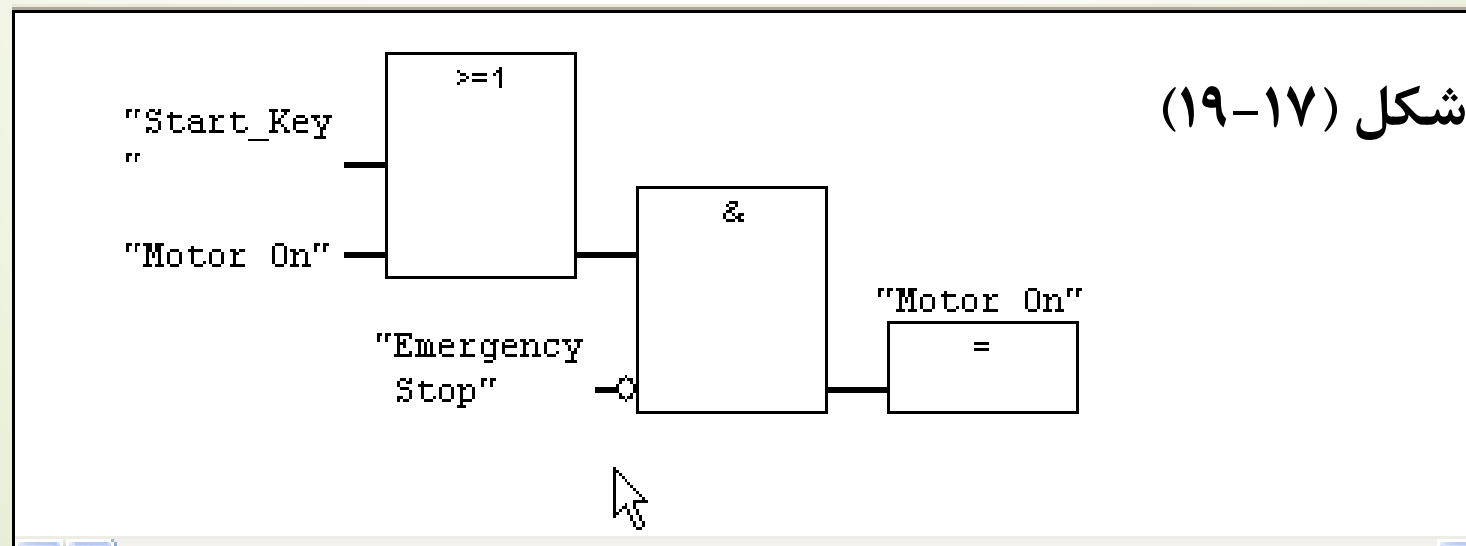 شکل (۱۷-۱۹)
>=1
"Start_Key
"
"Motor On"
&
"Emergency
Stop"
"Motor On"
=